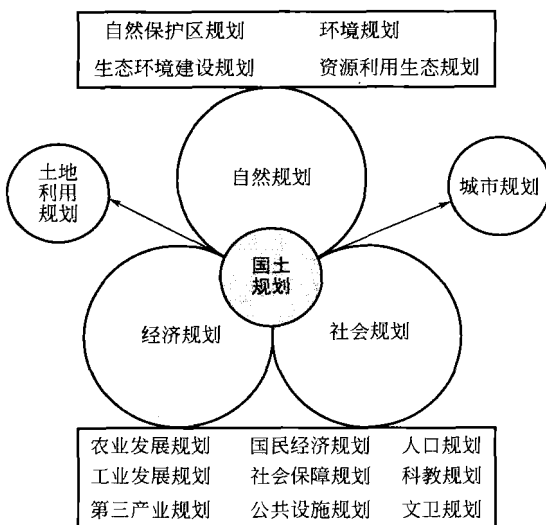 自然保护区规划 环境规划
生态环境建设规划 资源利用生态规划
自然规划
土地
利用
规划
城市规划
国土
规划
经济规划
社会规划
农业发展规划 国民经济规划 人口规划
工业发展规划 社会保障规划 科教规划
第三产业规划 公共设施规划 文卫规划